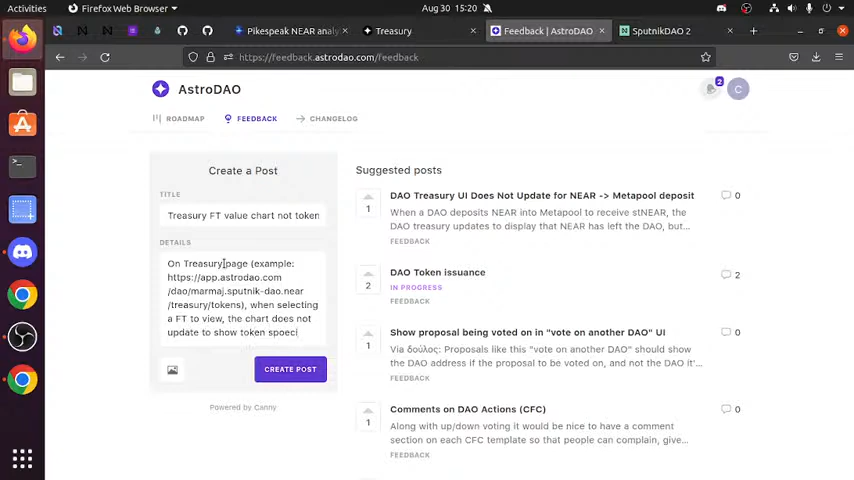 Activities Firefox Web Browser Aug 30 15:20
Pikespeak NEAR analy Treasury Feedback | AstroDAO SputnikDAO 2
https://feedback.astrodao.com/feedback
AstroDAO 2 C
ROADMAP FEEDBACK CHANGELOG
Create a Post
TITLE
Treasury FT value chart not token
DETAILS
On Treasury page (example:
https://app.astrodao.com
/dao/marmaj.sputnik-dao.near
/treasury/tokens), when selecting
a FT to view, the chart does not
update to show token spoeci
CREATE POST
Powered by Canny
Suggested posts
1 DAO Treasury UI Does Not Update for NEAR -> Metapool deposit 0
When a DAO deposits NEAR into Metapool to receive stNEAR, the
DAO treasury updates to display that NEAR has left the DAO, but...
FEEDBACK
2 DAO Token issuance 2
IN PROGRESS
FEEDBACK
1 Show proposal being voted on in "vote on another DAO" UI 0
Via δούλος: Proposals like this "vote on another DAO" should show
the DAO address if the proposal to be voted on, and not the DAO it'...
FEEDBACK
1 Comments on DAO Actions (CFC) 0
Along with up/down voting it would be nice to have a comment
section on each CFC template so that people can complain, give...
FEEDBACK